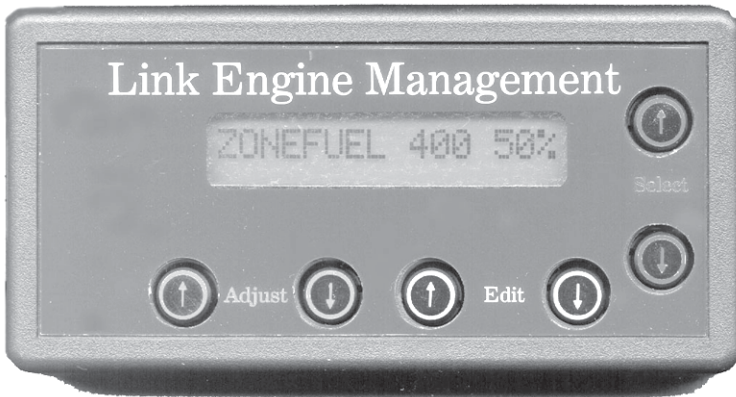 Link Engine Management
ZONEFUEL 400 50%
Select
Adjust
Edit